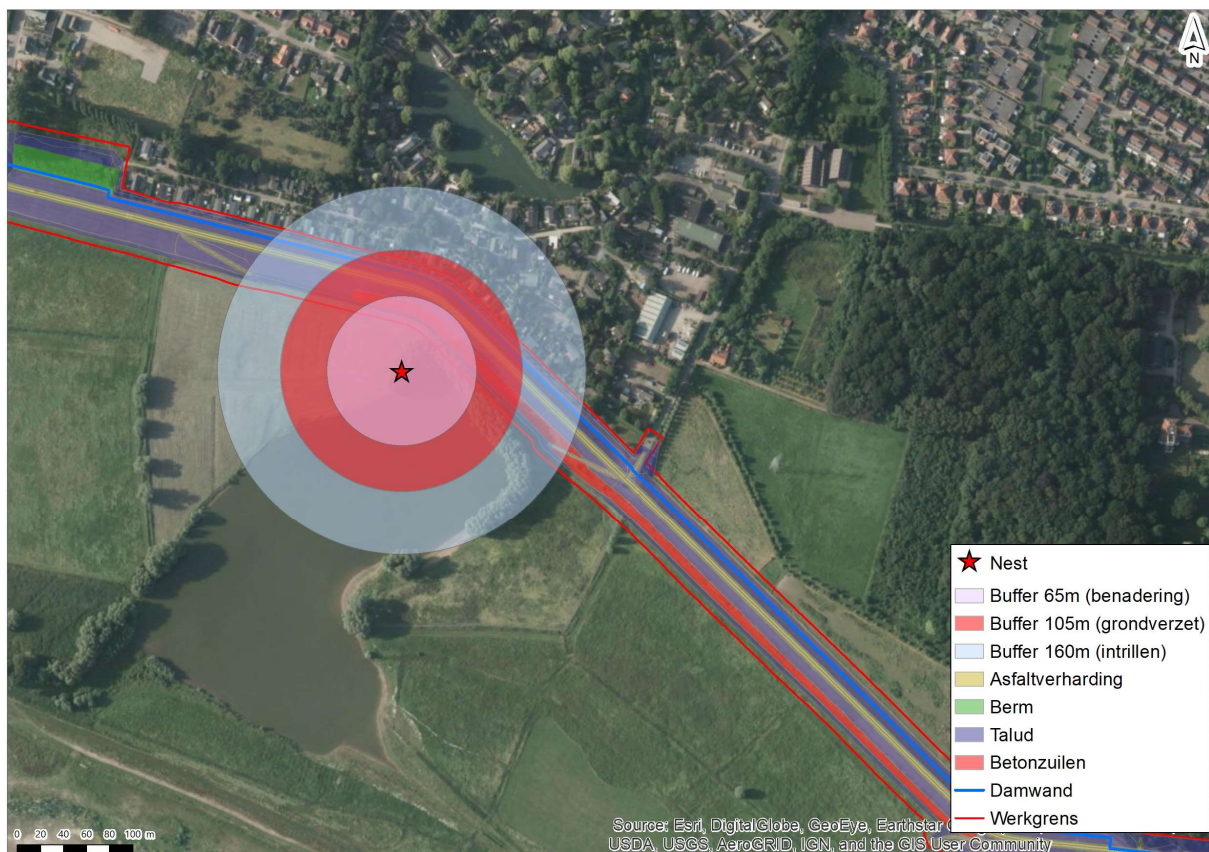 N
Nest
Buffer 65m (benadering)
Buffer 105m (grondverzet)
Buffer 160m (intrillen)
Asfaltverharding
Berm
Talud
Betonzuilen
Damwand
Werkgrens
0 20 40 60 80 100 m
Source: Esri, DigitalGlobe, GeoEye, Earthstar
USDA, USGS, AeroGRID, IGN, and the GIS User Community